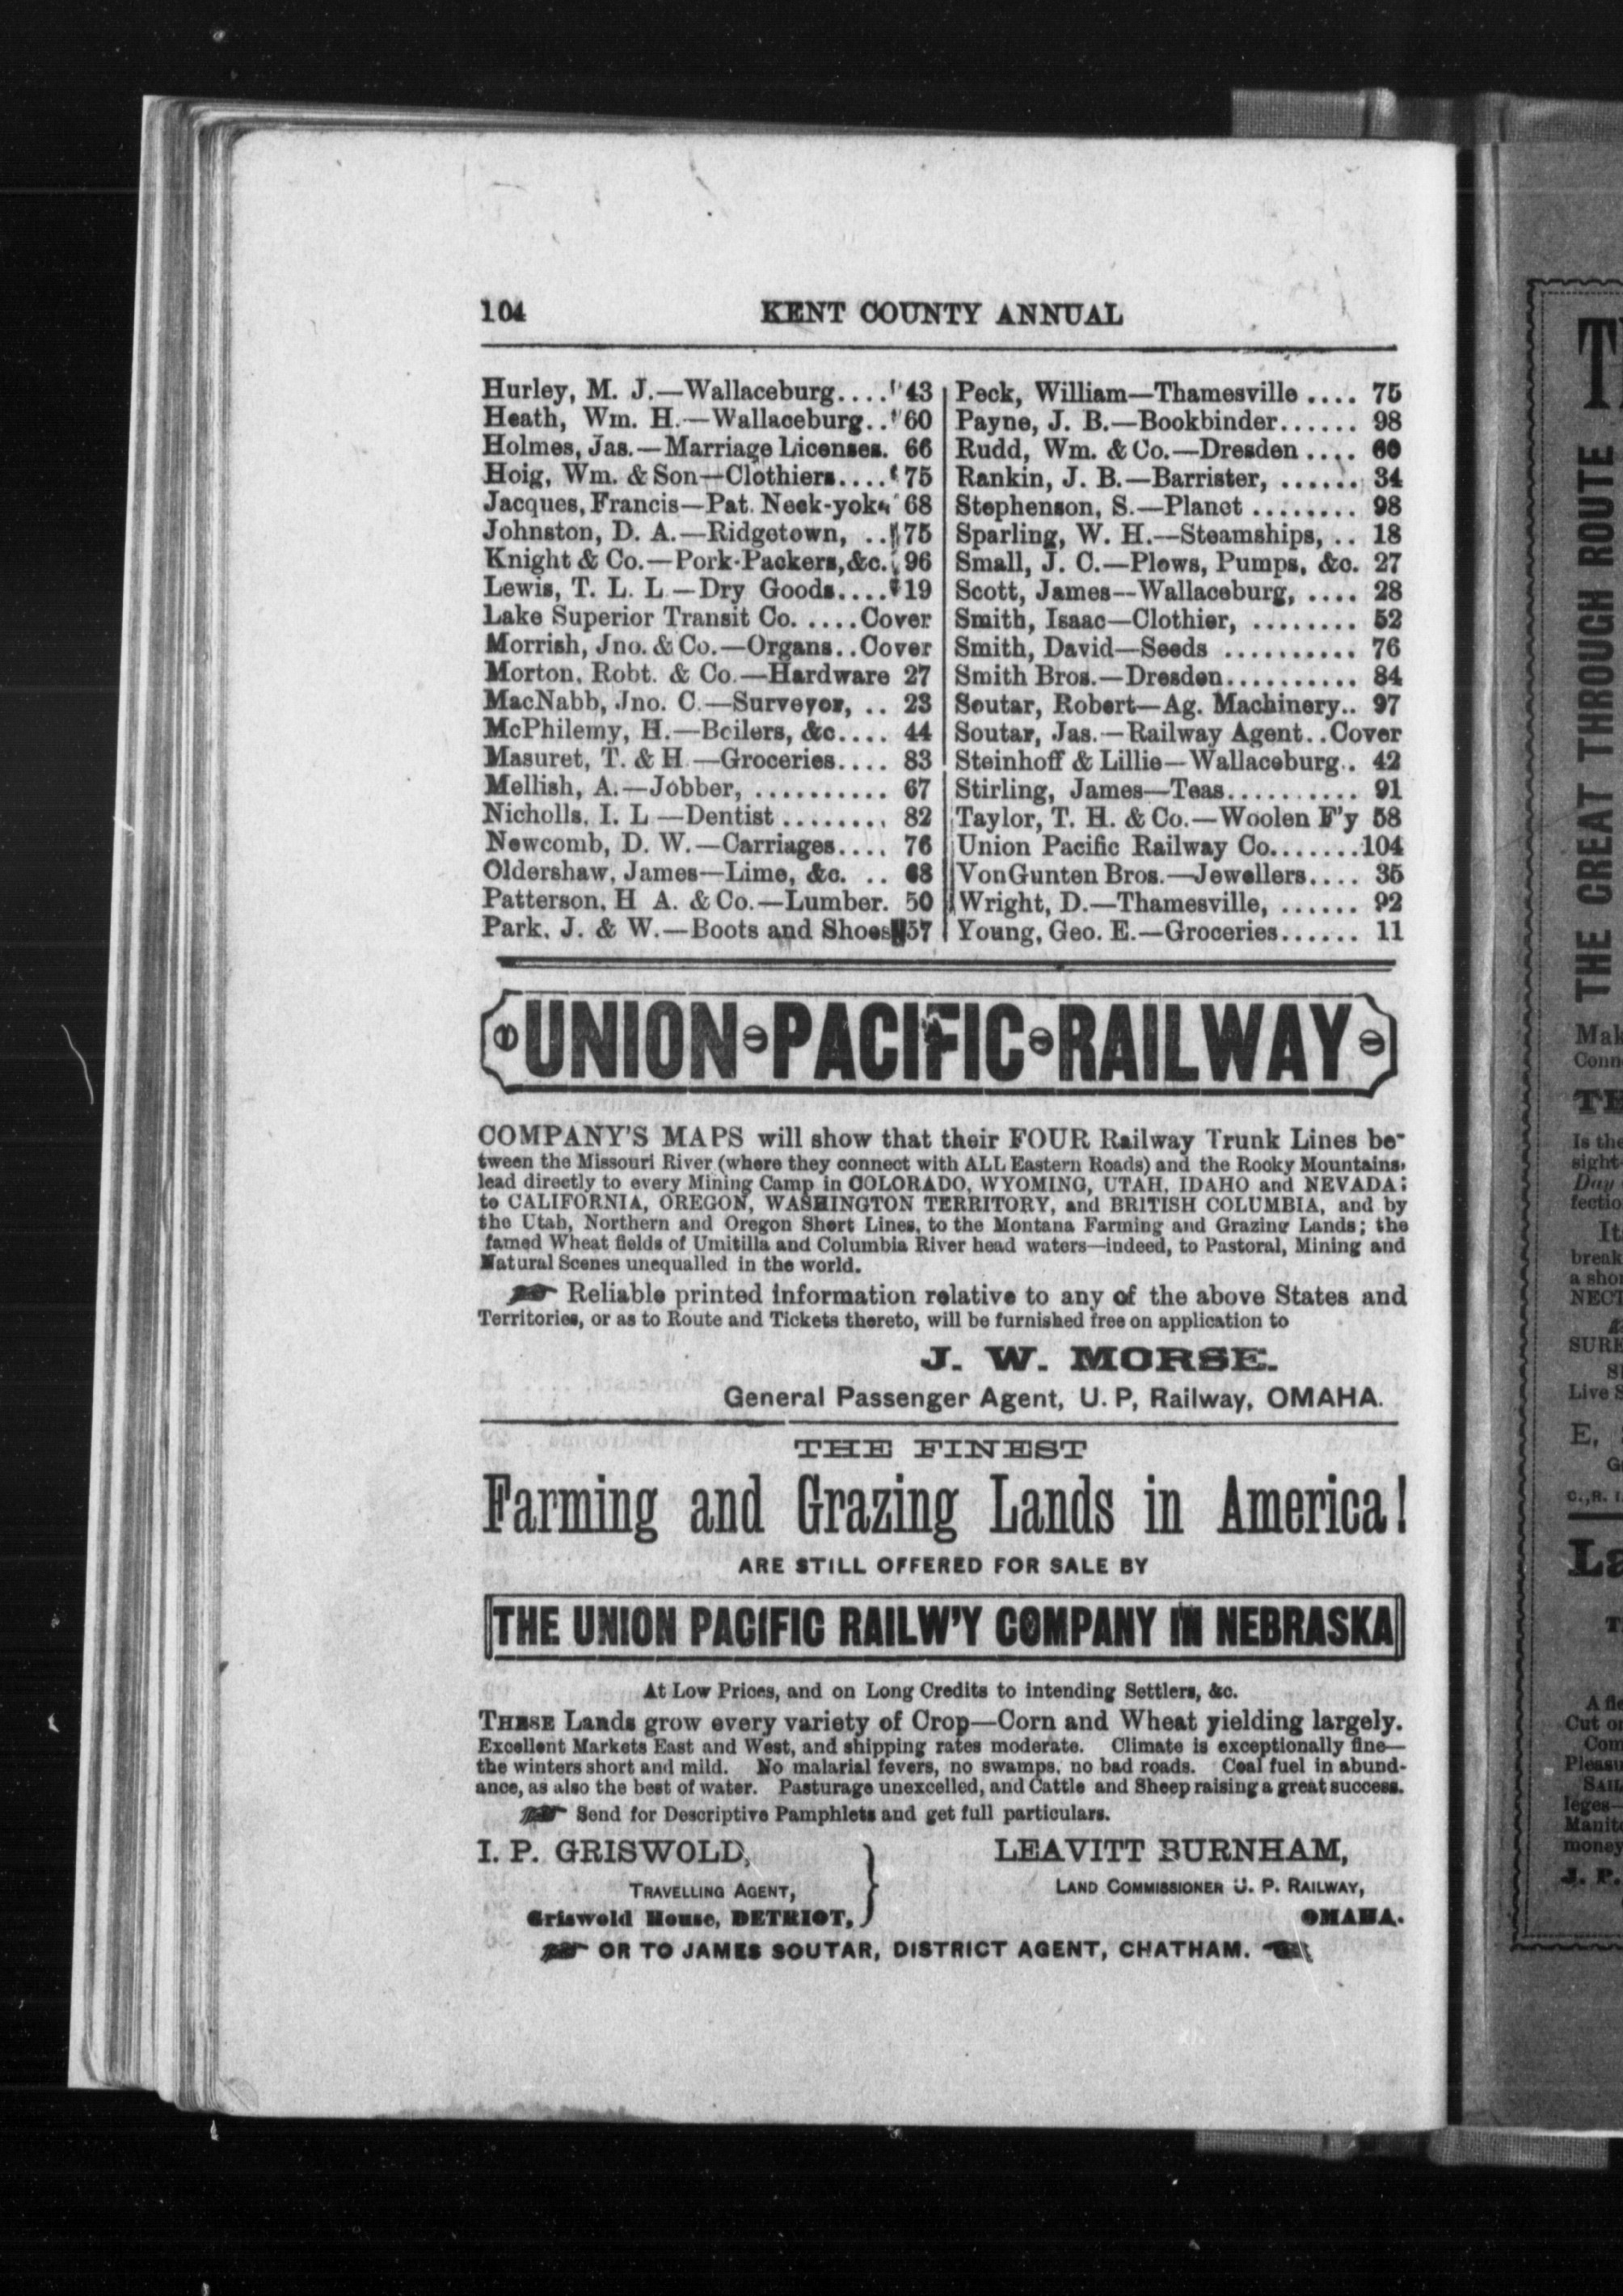 104 KENT COUNTY ANNUAL
Hurley, M. J.—Wallaceburg.... 43
Heath, Wm. H.—Wallaceburg.. 60
Holmes, Jas.—Marriage Licenses. 66
Hoig, Wm. & Son—Clothiers.... 75
Jacques, Francis—Pat. Neck-yoke 68
Johnston, D. A.—Ridgetown, .. 75
Knight & Co.—Pork-Packers, &c. 96
Lewis, T. L. L —Dry Goods.... 19
Lake Superior Transit Co. .... Cover
Morrish, Jno. & Co.—Organs.. Cover
Morton, Robt. & Co.—Hardware 27
MacNabb, Jno. C.—Surveyor, .. 23
McPhilemy, H.—Boilers, &c.... 44
Masuret, T. & H.—Groceries.... 83
Mellish, A.—Jobber, .......... 67
Nicholls, I. L —Dentist ........ 82
Newcomb, D. W.—Carriages.... 76
Oldershaw, James—Lime, &c. .. 68
Patterson, H A. & Co.—Lumber. 50
Park, J. & W.—Boots and Shoes 57
Peck, William—Thamesville .... 75
Payne, J. B.—Bookbinder...... 98
Rudd, Wm. & Co.—Dresden .... 60
Rankin, J. B.—Barrister, ...... 34
Stephenson, S.—Planet ........ 98
Sparling, W. H.—Steamships, .. 18
Small, J. C.—Plows, Pumps, &c. 27
Scott, James--Wallaceburg, .... 28
Smith, Isaac—Clothier, ........ 52
Smith, David—Seeds .......... 76
Smith Bros.—Dresden.......... 84
Soutar, Robert—Ag. Machinery.. 97
Soutar, Jas.—Railway Agent.. Cover
Steinhoff & Lillie—Wallaceburg.. 42
Stirling, James—Teas.......... 91
Taylor, T. H. & Co.—Woolen F'y 58
Union Pacific Railway Co.......104
VonGunten Bros.—Jewellers.... 35
Wright, D.—Thamesville, ...... 92
Young, Geo. E.—Groceries...... 11
UNION PACIFIC RAILWAY
COMPANY'S MAPS will show that their FOUR Railway Trunk Lines be-
tween the Missouri River (where they connect with ALL Eastern Roads) and the Rocky Mountains,
lead directly to every Mining Camp in COLORADO, WYOMING, UTAH, IDAHO and NEVADA;
to CALIFORNIA, OREGON, WASHINGTON TERRITORY, and BRITISH COLUMBIA, and by
the Utah, Northern and Oregon Short Lines, to the Montana Farming and Grazing Lands; the
famed Wheat fields of Umitilla and Columbia River head waters—indeed, to Pastoral, Mining and
Natural Scenes unequalled in the world.
Reliable printed information relative to any of the above States and
Territories, or as to Route and Tickets thereto, will be furnished free on application to
J. W. MORSE.
General Passenger Agent, U. P, Railway, OMAHA.
THE FINEST
Farming and Grazing Lands in America!
ARE STILL OFFERED FOR SALE BY
THE UNION PACIFIC RAILW'Y COMPANY IN NEBRASKA
At Low Prices, and on Long Credits to intending Settlers, &c.
THESE Lands grow every variety of Crop—Corn and Wheat yielding largely.
Excellent Markets East and West, and shipping rates moderate. Climate is exceptionally fine—
the winters short and mild. No malarial fevers, no swamps, no bad roads. Coal fuel in abund-
ance, as also the best of water. Pasturage unexcelled, and Cattle and Sheep raising a great success.
Send for Descriptive Pamphlets and get full particulars.
I. P. GRISWOLD,
TRAVELLING AGENT,
Griswold House, DETRIOT,
LEAVITT BURNHAM,
LAND COMMISSIONER U. P. RAILWAY,
OMAHA.
OR TO JAMES SOUTAR, DISTRICT AGENT, CHATHAM.
THE GREAT THROUGH ROUTE